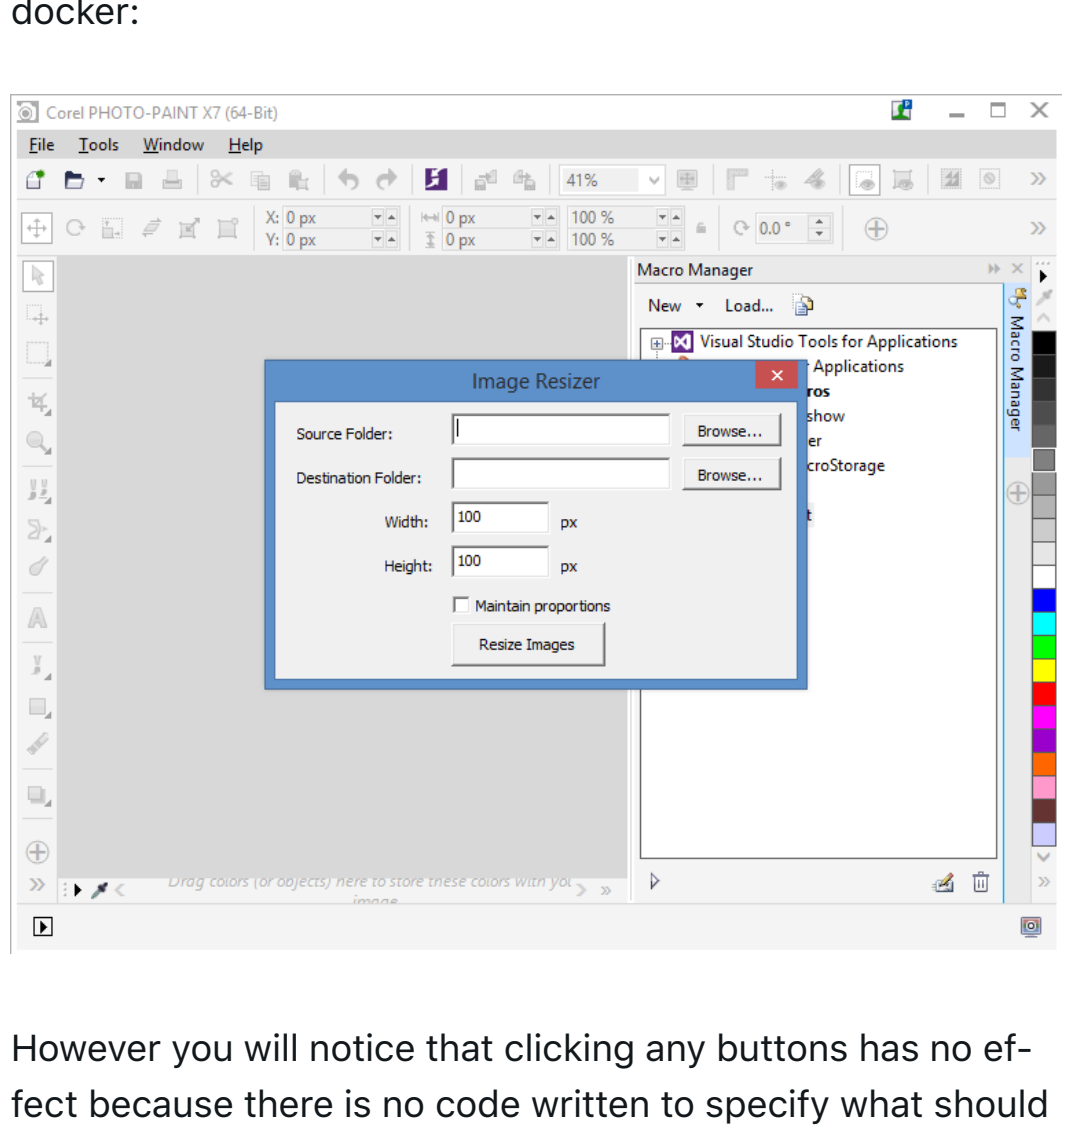 docker:
Corel PHOTO-PAINT X7 (64-Bit)
File Tools Window Help
41%
X: 0 px 0 px 100 % 0.0 °
Y: 0 px 0 px 100 %
Macro Manager
New Load...
Visual Studio Tools for Applications
Applications
ros
show
er
croStorage
t
Macro Manager
Image Resizer
Source Folder: Browse...
Destination Folder: Browse...
Width: 100 px
Height: 100 px
Maintain proportions
Resize Images
Drag colors (or objects) here to store these colors with you
image
However you will notice that clicking any buttons has no ef-
fect because there is no code written to specify what should